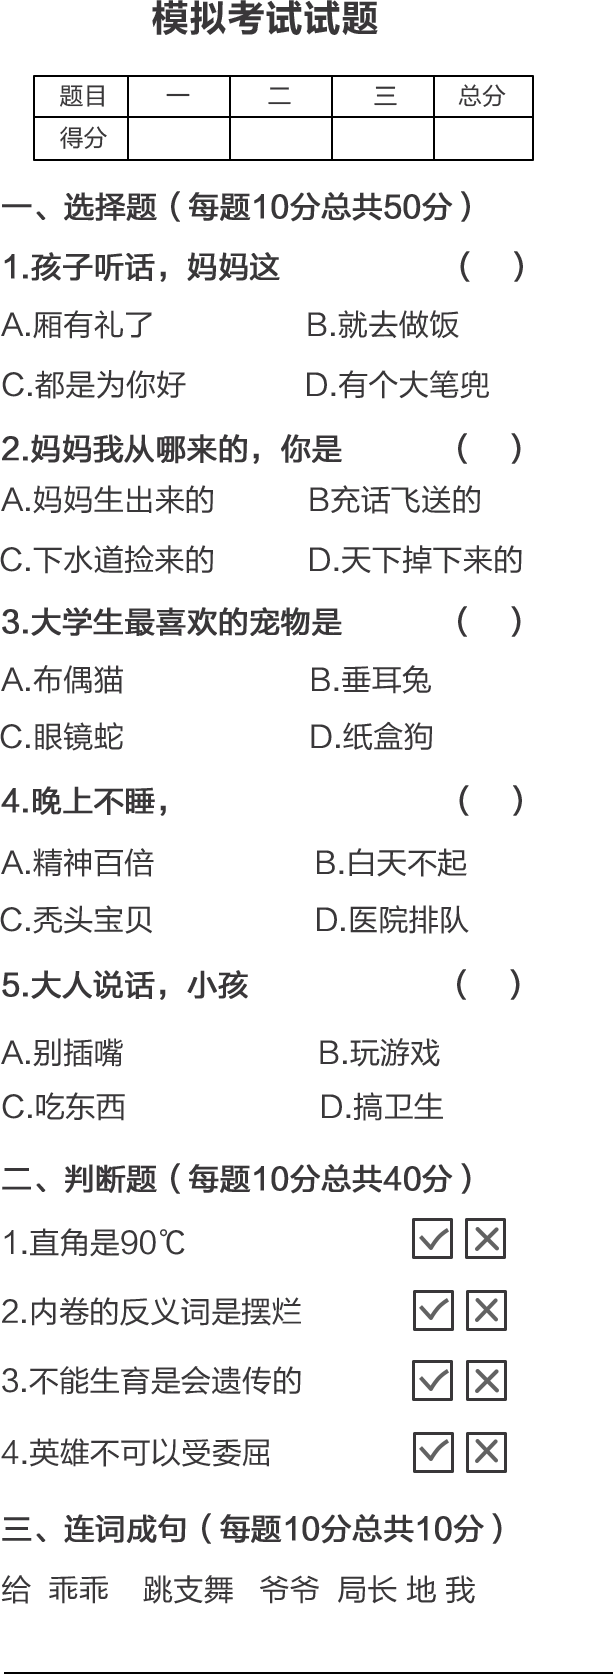 模拟考试试题
题目 一 二 三 总分
得分
一、选择题（每题10分总共50分）
1.孩子听话，妈妈这 （ ）
A.厢有礼了 B.就去做饭
C.都是为你好 D.有个大笔兜
2.妈妈我从哪来的，你是 （ ）
A.妈妈生出来的 B充话飞送的
C.下水道捡来的 D.天下掉下来的
3.大学生最喜欢的宠物是 （ ）
A.布偶猫 B.垂耳兔
C.眼镜蛇 D.纸盒狗
4.晚上不睡， （ ）
A.精神百倍 B.白天不起
C.秃头宝贝 D.医院排队
5.大人说话，小孩 （ ）
A.别插嘴 B.玩游戏
C.吃东西 D.搞卫生
二、判断题（每题10分总共40分）
1.直角是90℃
2.内卷的反义词是摆烂
3.不能生育是会遗传的
4.英雄不可以受委屈
三、连词成句（每题10分总共10分）
给 乖乖 跳支舞 爷爷 局长 地 我